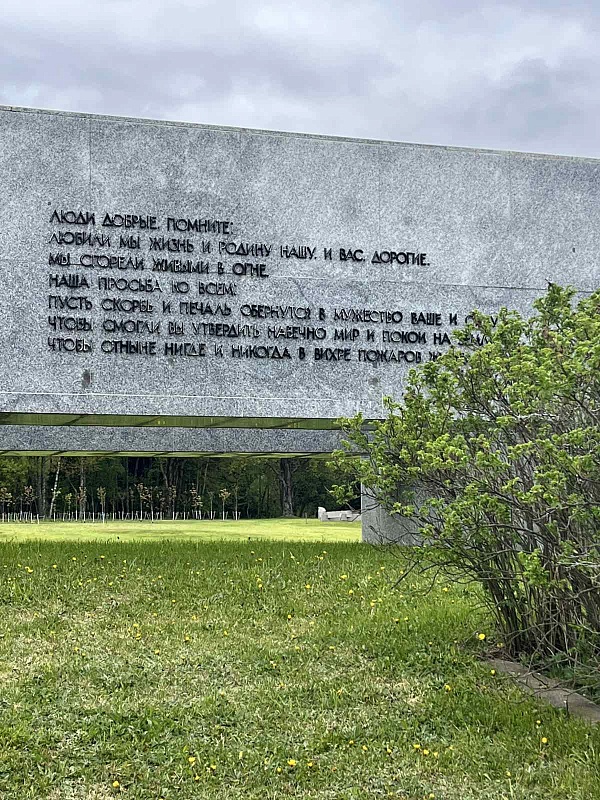 ЛЮДИ ДОБРЫЕ, ПОМНИТЕ:
ЛЮБИЛИ МЫ ЖИЗНЬ И РОДИНУ НАШУ, И ВАС, ДОРОГИЕ.
МЫ СГОРЕЛИ ЖИВЫМИ В ОГНЕ.
НАША ПРОСЬБА КО ВСЕМ:
ПУСТЬ СКОРБЬ И ПЕЧАЛЬ ОБЕРНУТСЯ В МУЖЕСТВО ВАШЕ И
ЧТОБЫ СМОГЛИ ВЫ УТВЕРДИТЬ НАВЕЧНО МИР И ПОКОЙ НА
ЧТОБЫ ОТНЫНЕ НИГДЕ И НИКОГДА В ВИХРЕ ПОЖАРОВ